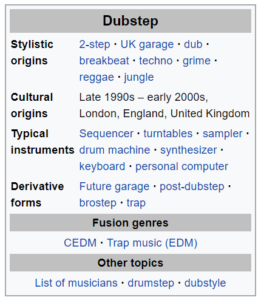 Dubstep
Stylistic origins
2-step · UK garage · dub ·
breakbeat · techno · grime ·
reggae · jungle
Cultural origins
Late 1990s – early 2000s,
London, England, United Kingdom
Typical instruments
Sequencer · turntables · sampler ·
drum machine · synthesizer ·
keyboard · personal computer
Derivative forms
Future garage · post-dubstep ·
brostep · trap
Fusion genres
CEDM · Trap music (EDM)
Other topics
List of musicians · drumstep · dubstyle